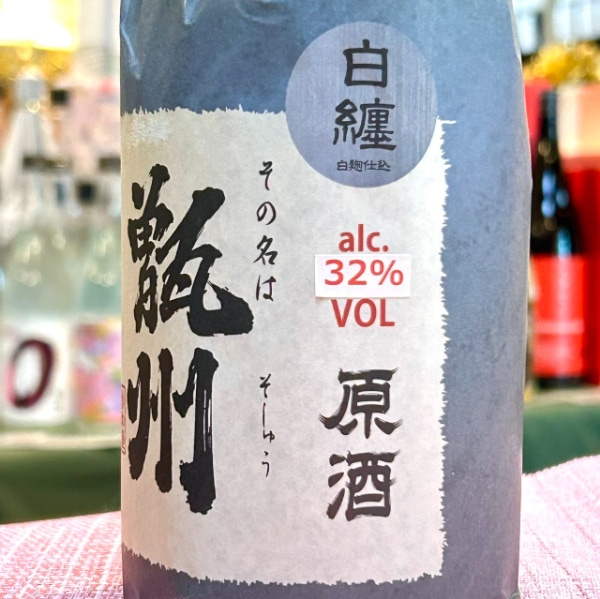 白纏
白麹仕込
その名は そしゅう
甑州
alc.
32%
VOL
原酒